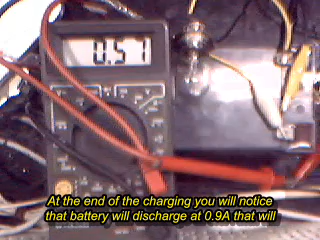 0.57
At the end of the charging you will notice
that battery will discharge at 0.9A that will